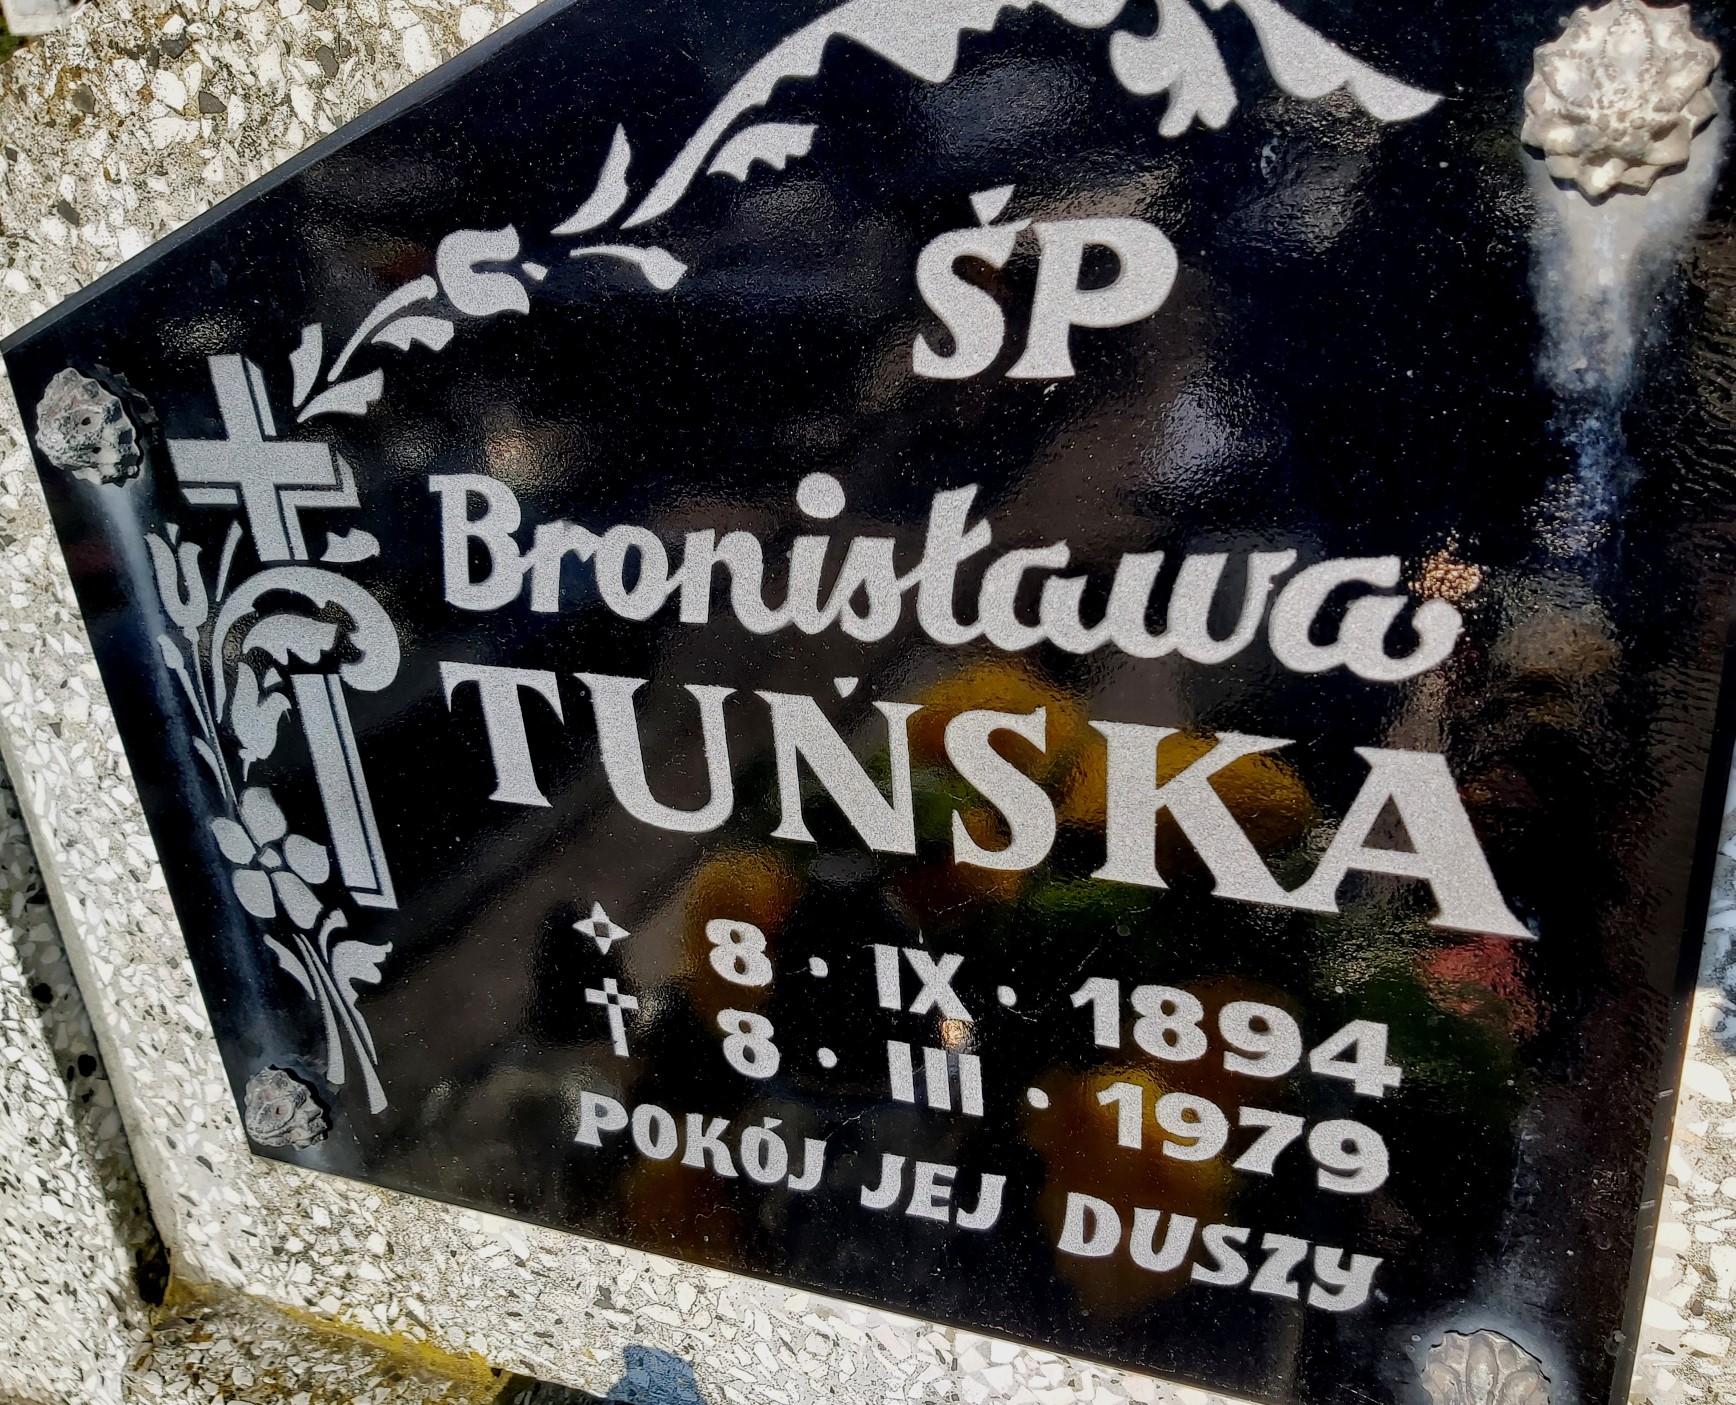 ŚP
Bronisława
TUŃSKA
8 · IX · 1894
8 · III · 1979
POKÓJ JEJ DUSZY